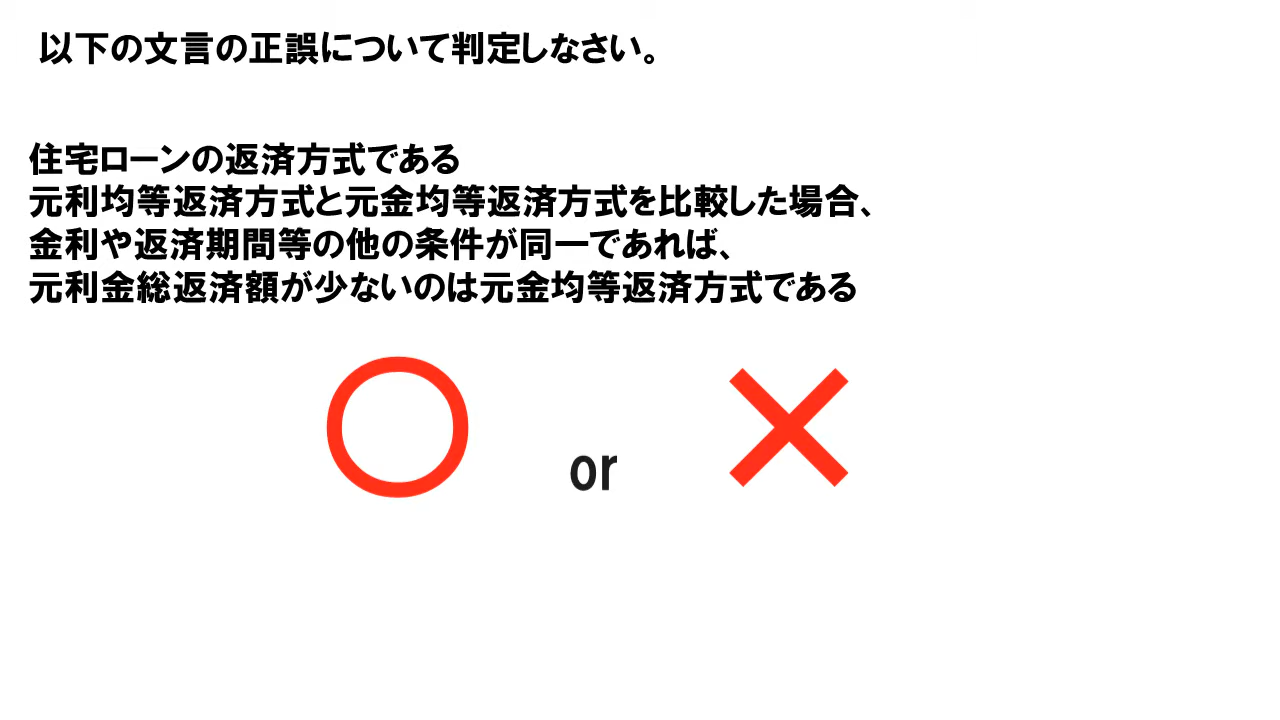 以下の文言の正誤について判定しなさい。
住宅ローンの返済方式である
元利均等返済方式と元金均等返済方式を比較した場合、
金利や返済期間等の他の条件が同一であれば、
元利金総返済額が少ないのは元金均等返済方式である
or